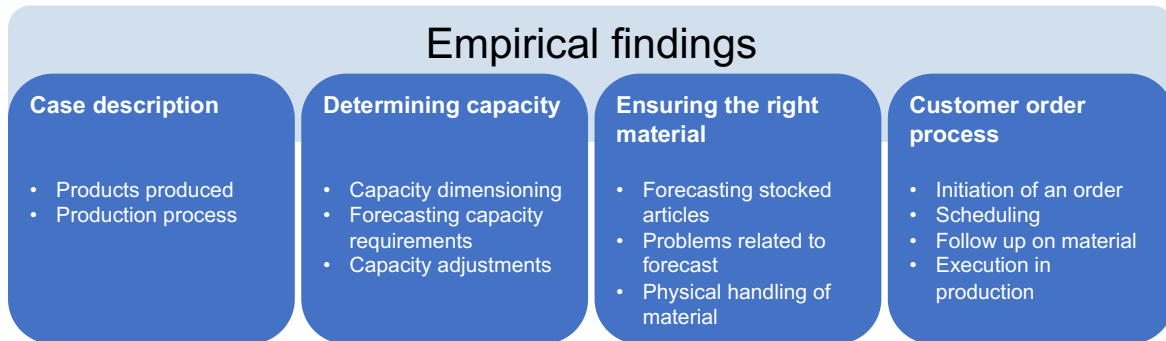 Empirical findings
Case description
• Products produced
• Production process
Determining capacity
• Capacity dimensioning
• Forecasting capacity
requirements
• Capacity adjustments
Ensuring the right
material
• Forecasting stocked
articles
• Problems related to
forecast
• Physical handling of
material
Customer order
process
• Initiation of an order
• Scheduling
• Follow up on material
• Execution in
production